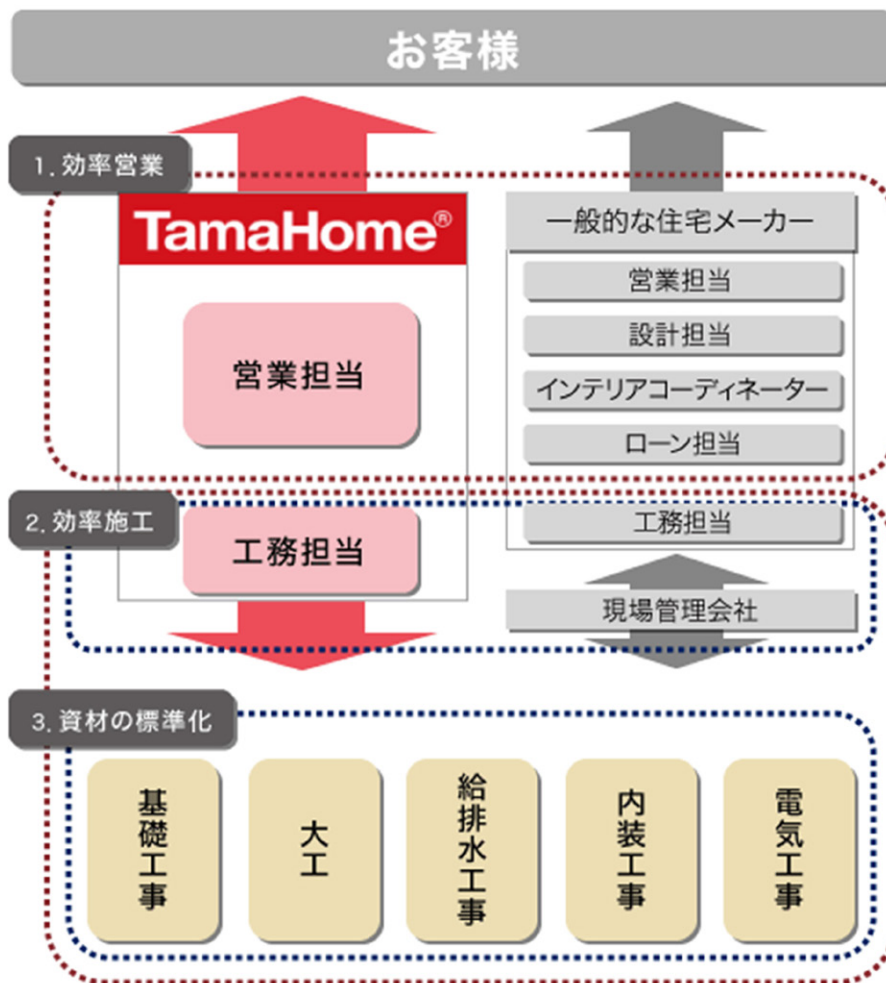 お客様
1. 効率営業
TamaHome®
営業担当
一般的な住宅メーカー
営業担当
設計担当
インテリアコーディネーター
ローン担当
2. 効率施工
工務担当
工務担当
現場管理会社
3. 資材の標準化
基礎工事
大工
給排水工事
内装工事
電気工事